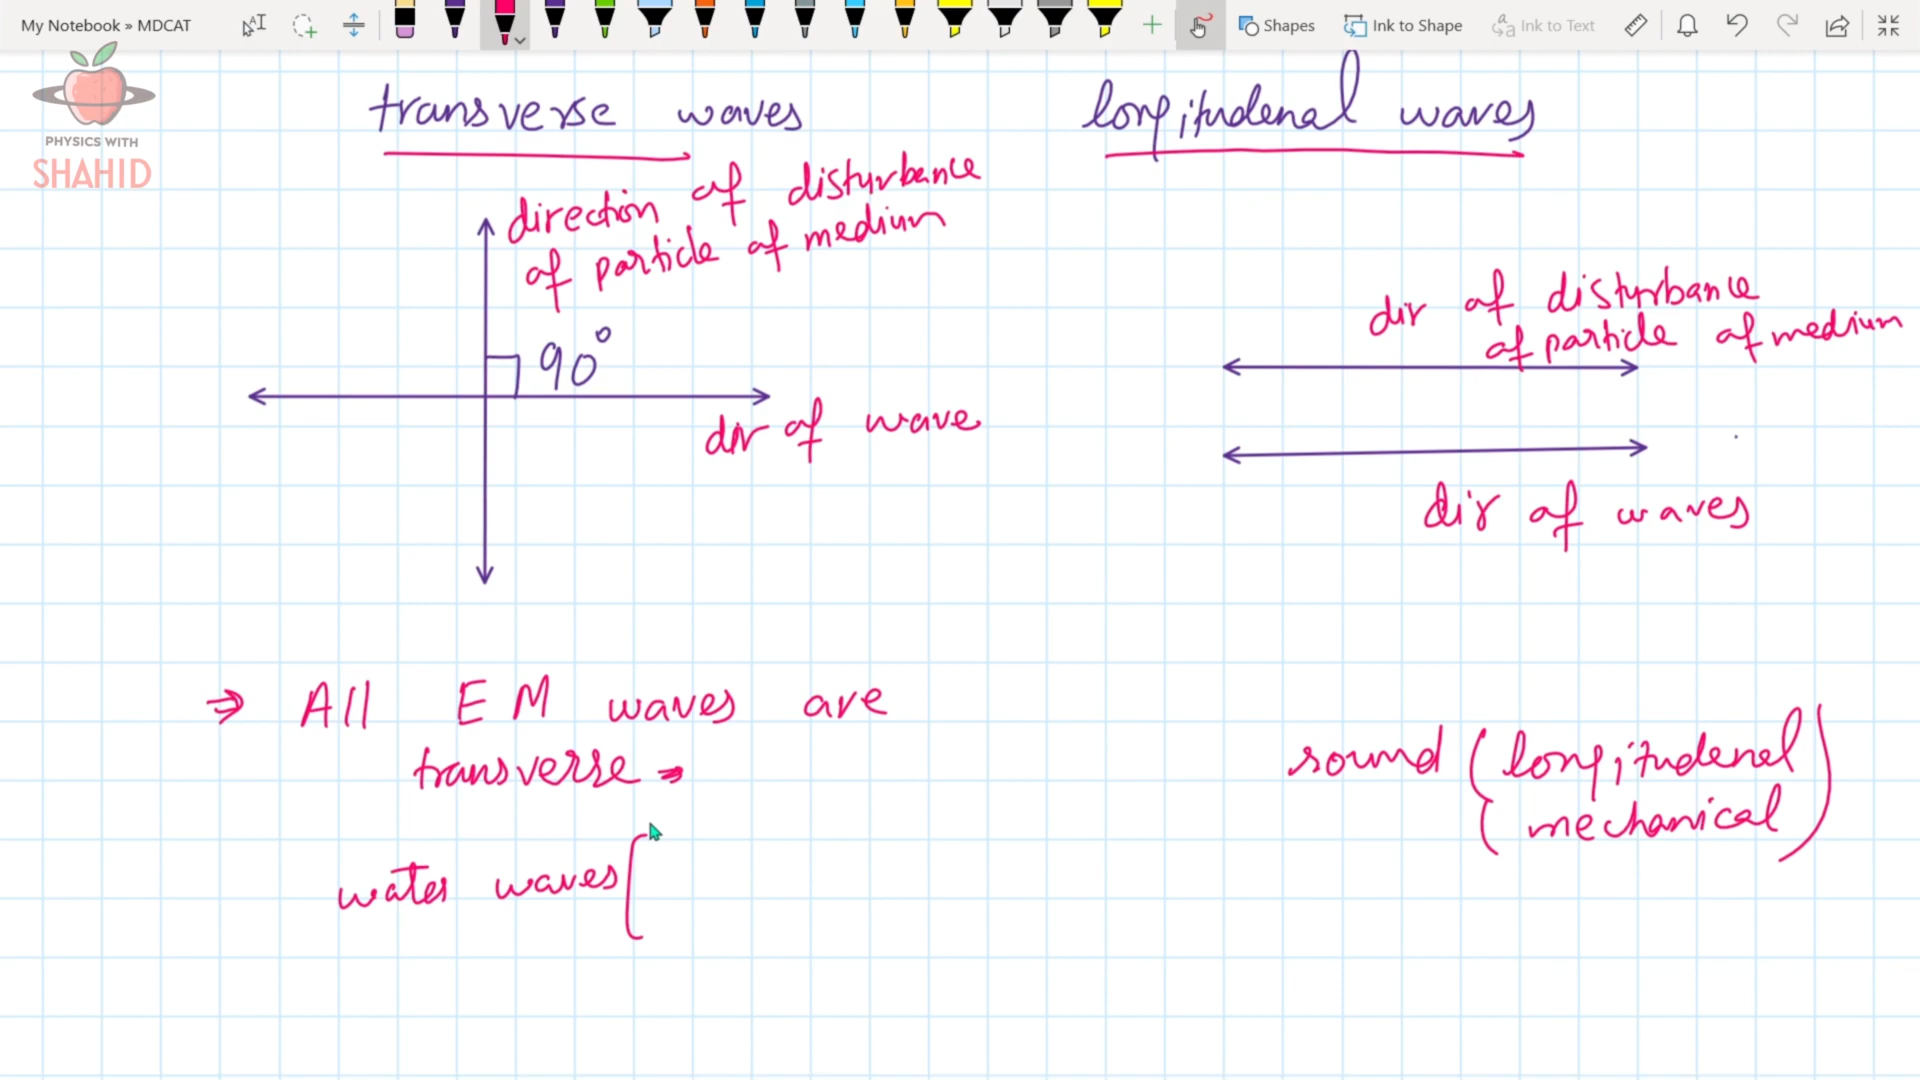 My Notebook » MDCAT
Shapes
Ink to Shape
Ink to Text
PHYSICS WITH
SHAHID
transverse waves
direction of disturbance
of particle of medium
90°
dir of wave
longitudenal waves
dir of disturbance
of particle of medium
dir of waves
⇒ All EM waves are
transverse
water waves (
sound (longitudenel
mechanical)